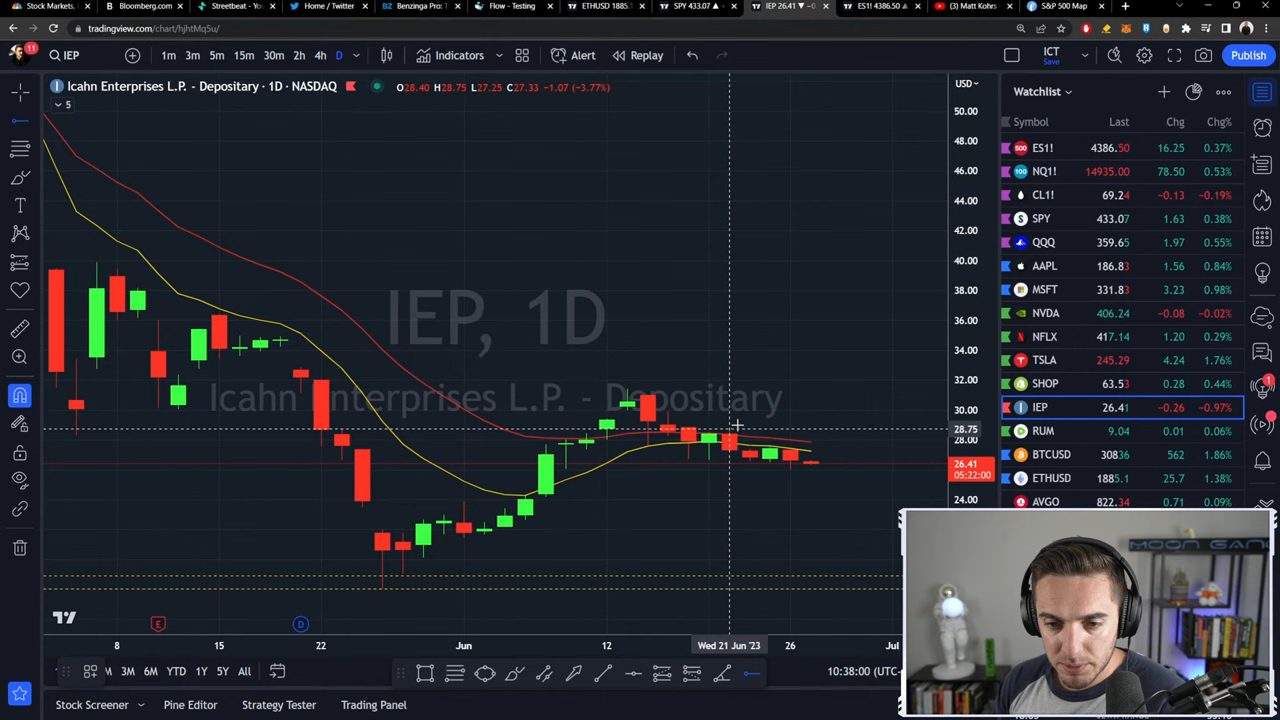 Stock Markets,
Bloomberg.com
Streetbeat - Yo
Home / Twitter
Benzinga Pro: T
Flow - Testing
ETHUSD 1885.1
SPY 433.07
IEP 26.41
ES1! 4386.50
(3) Matt Kohrs
S&P 500 Map
tradingview.com/chart/hjhtMq5u/
11
IEP
1m 3m 5m 15m 30m 1h 2h 4h D
Indicators
Alert
Replay
ICT
Save
Publish
Icahn Enterprises L.P. - Depositary · 1D · NASDAQ
O28.40 H28.75 L27.25 C27.33 −1.07 (−3.77%)
USD
5
50.00
48.00
46.00
44.00
42.00
40.00
38.00
36.00
34.00
32.00
30.00
28.75
28.00
26.41
05:22:00
24.00
IEP, 1D
Icahn Enterprises L.P. - Depositary
E
D
8 15 22 Jun 12 Wed 21 Jun '23 26 Jul
M 3M 6M YTD 1Y 5Y All
10:38:00 (UTC-
Stock Screener
Pine Editor
Strategy Tester
Trading Panel
Watchlist
Symbol Last Chg Chg%
ES1! 4386.50 16.25 0.37%
NQ1! 14935.00 78.50 0.53%
CL1! 69.24 −0.13 −0.19%
SPY 433.07 1.63 0.38%
QQQ 359.65 1.97 0.55%
AAPL 186.83 1.56 0.84%
MSFT 331.83 3.23 0.98%
NVDA 406.24 −0.08 −0.02%
NFLX 417.14 1.20 0.29%
TSLA 245.29 4.24 1.76%
SHOP 63.53 0.28 0.44%
IEP 26.41 −0.26 −0.97%
RUM 9.04 0.01 0.06%
BTCUSD 30836 562 1.86%
ETHUSD 1885.1 25.7 1.38%
AVGO 822.34 0.71 0.09%
1
MOON GANG